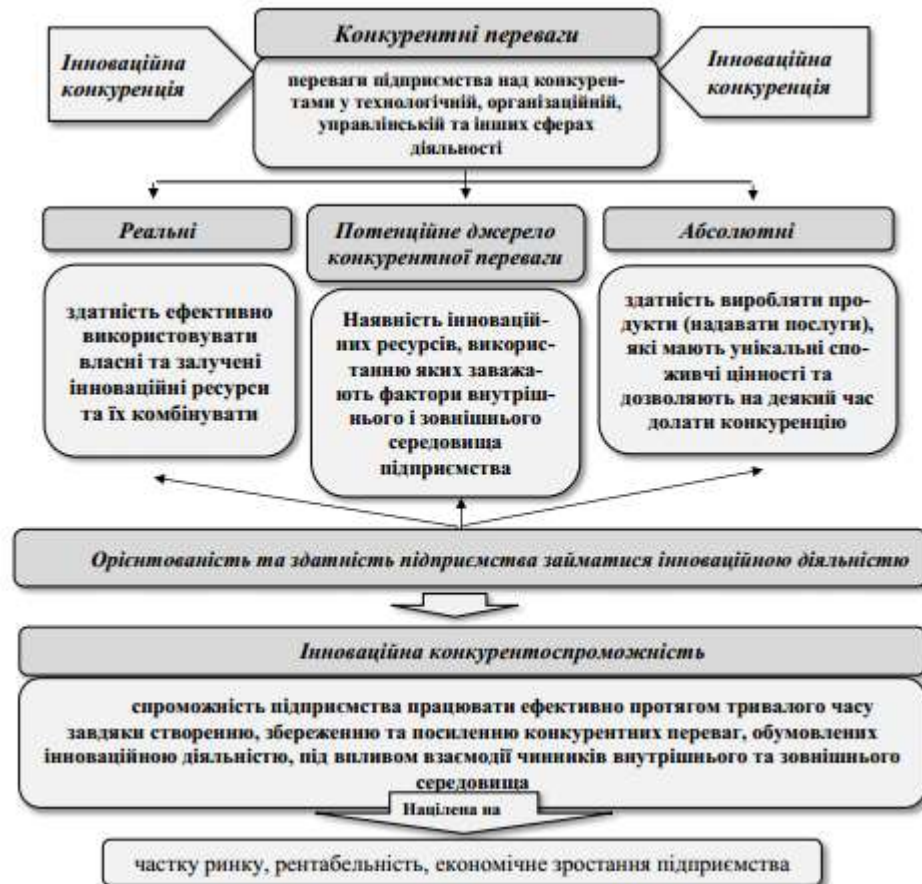 Конкурентні переваги
Інноваційна
конкуренція
переваги підприємства над конкурен-
тами у технологічній, організаційній,
управлінській та інших сферах
діяльності
Інноваційна
конкуренція
Реальні
здатність ефективно
використовувати
власні та залучені
інноваційні ресурси
та їх комбінувати
Потенційне джерело
конкурентної переваги
Наявність інновацій-
них ресурсів, викорис-
танню яких заважа-
ють фактори внутріш-
нього і зовнішнього
середовища
підприємства
Абсолютні
здатність виробляти про-
дукти (надавати послуги),
які мають унікальні спо-
живчі цінності та
дозволяють на деякий час
долати конкуренцію
Орієнтованість та здатність підприємства займатися інноваційною діяльністю
Інноваційна конкурентоспроможність
спроможність підприємства працювати ефективно протягом тривалого часу
завдяки створенню, збереженню та посиленню конкурентних переваг, обумовлених
інноваційною діяльністю, під впливом взаємодії чинників внутрішнього та зовнішнього
середовища
Націлена на
частку ринку, рентабельність, економічне зростання підприємства